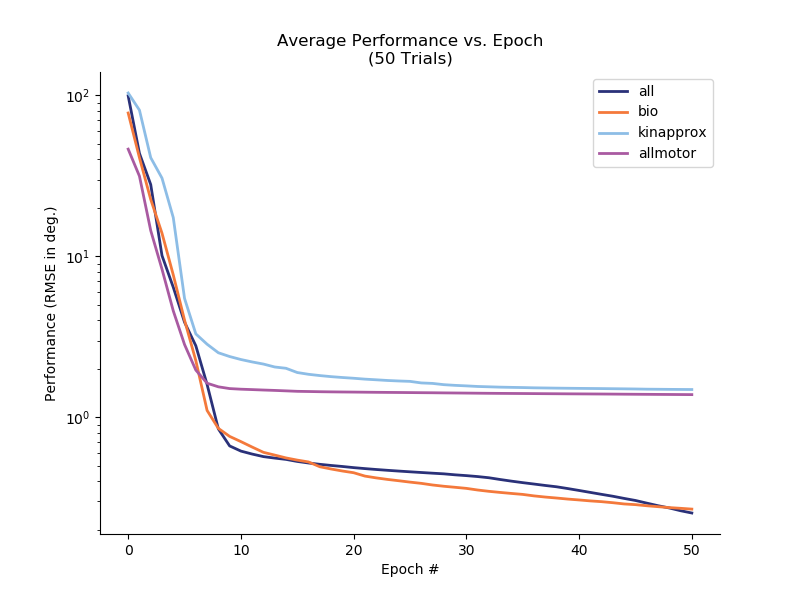 Average Performance vs. Epoch
(50 Trials)
all
bio
kinapprox
allmotor
Performance (RMSE in deg.)
10²
10¹
10⁰
0 10 20 30 40 50
Epoch #